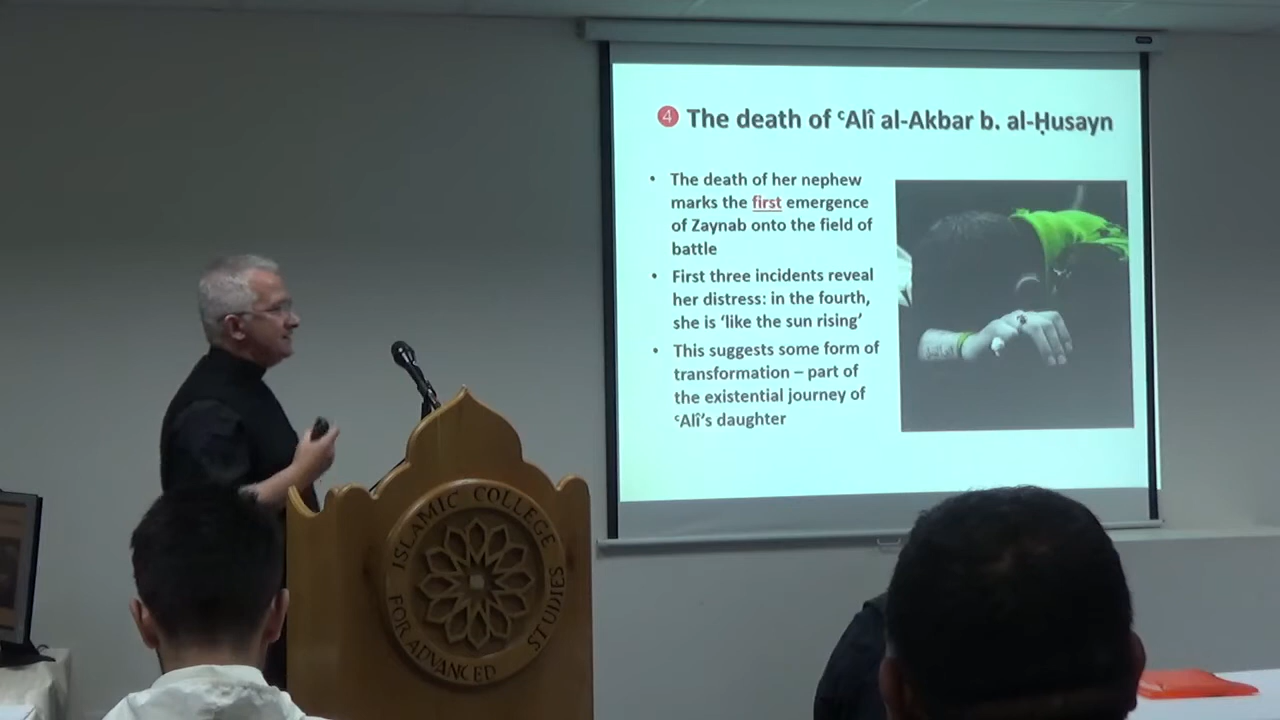 4 The death of ʿAlî al-Akbar b. al-Ḥusayn
• The death of her nephew
marks the first emergence
of Zaynab onto the field of
battle
• First three incidents reveal
her distress: in the fourth,
she is ‘like the sun rising’
• This suggests some form of
transformation – part of
the existential journey of
ʿAlî’s daughter
ISLAMIC COLLEGE
FOR ADVANCED STUDIES